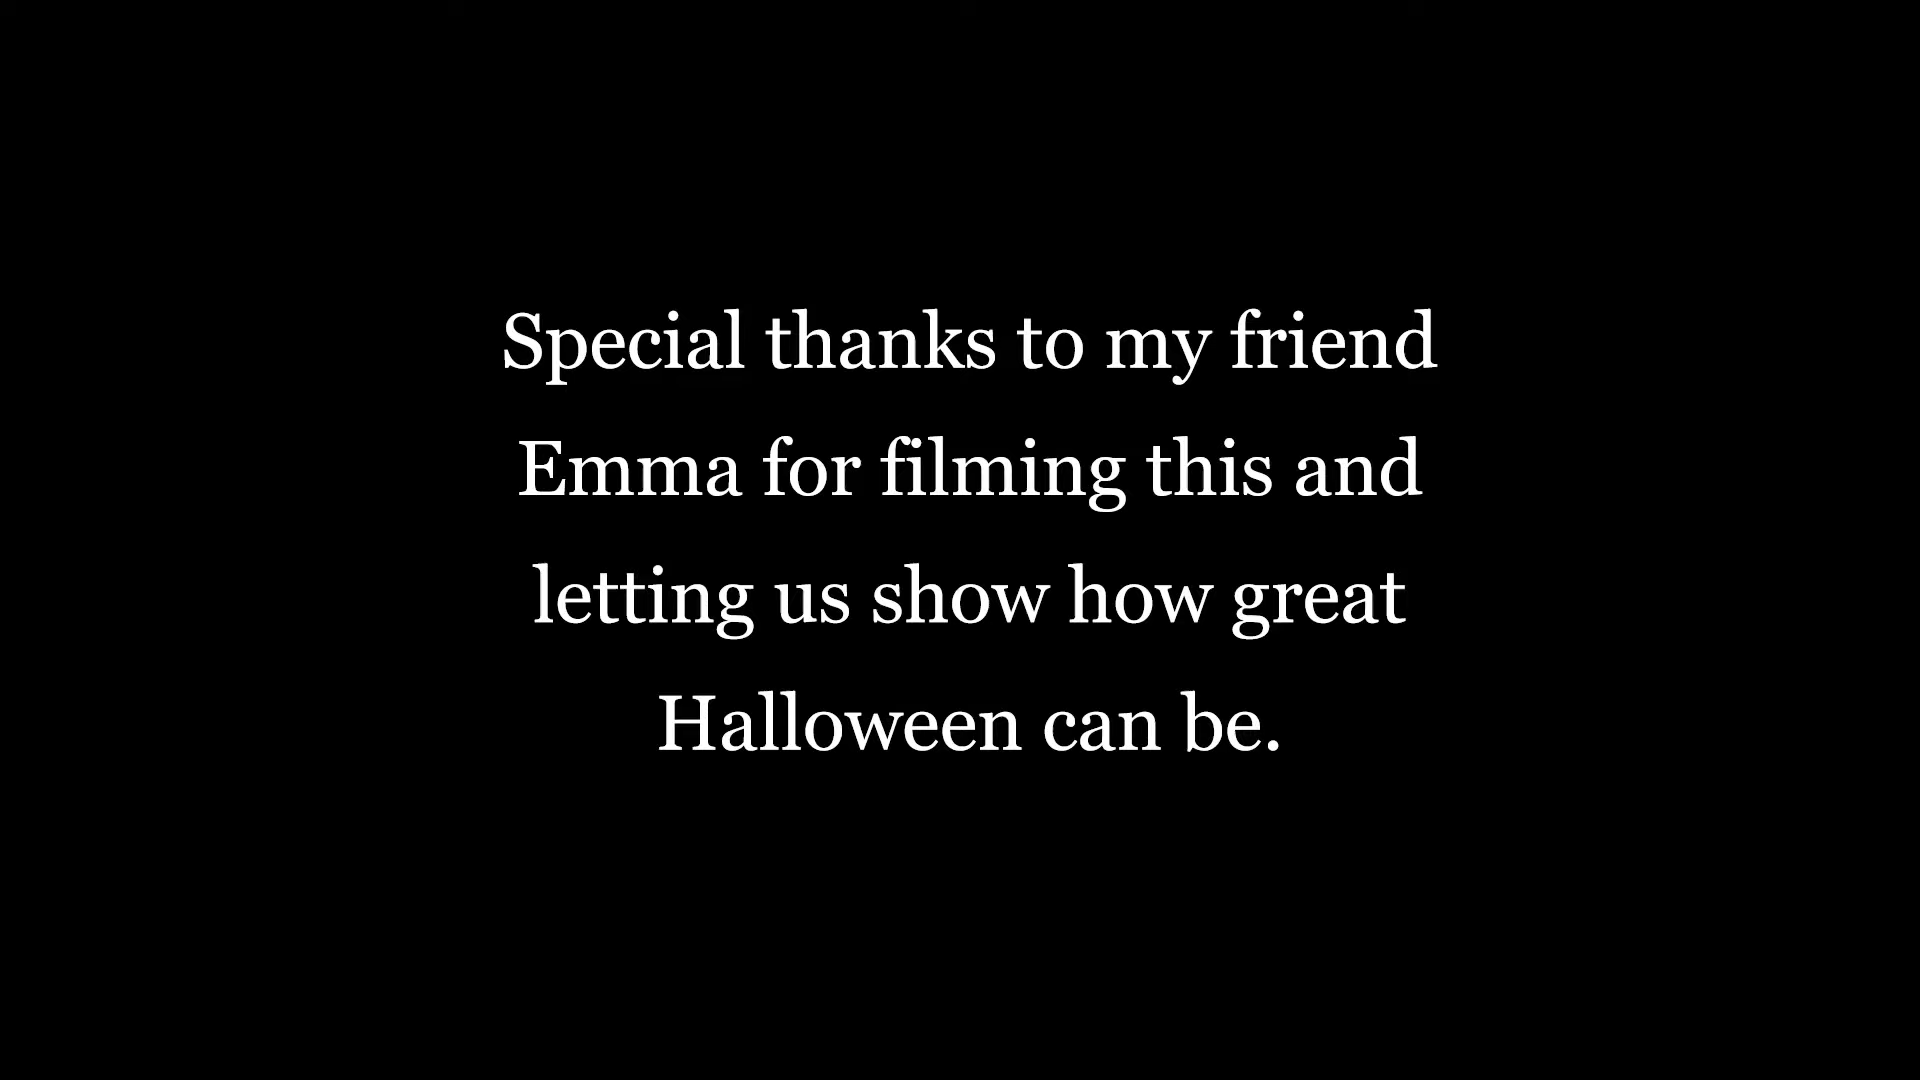 Special thanks to my friend
Emma for filming this and
letting us show how great
Halloween can be.